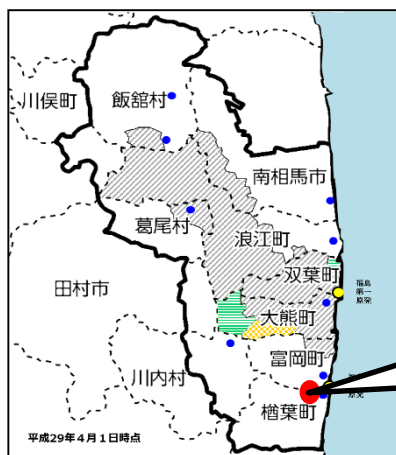 飯舘村
川俣町
南相馬市
葛尾村
浪江町
双葉町
福島
第一
原発
田村市
大熊町
富岡町
川内村
楢葉町
平成29年4月1日時点